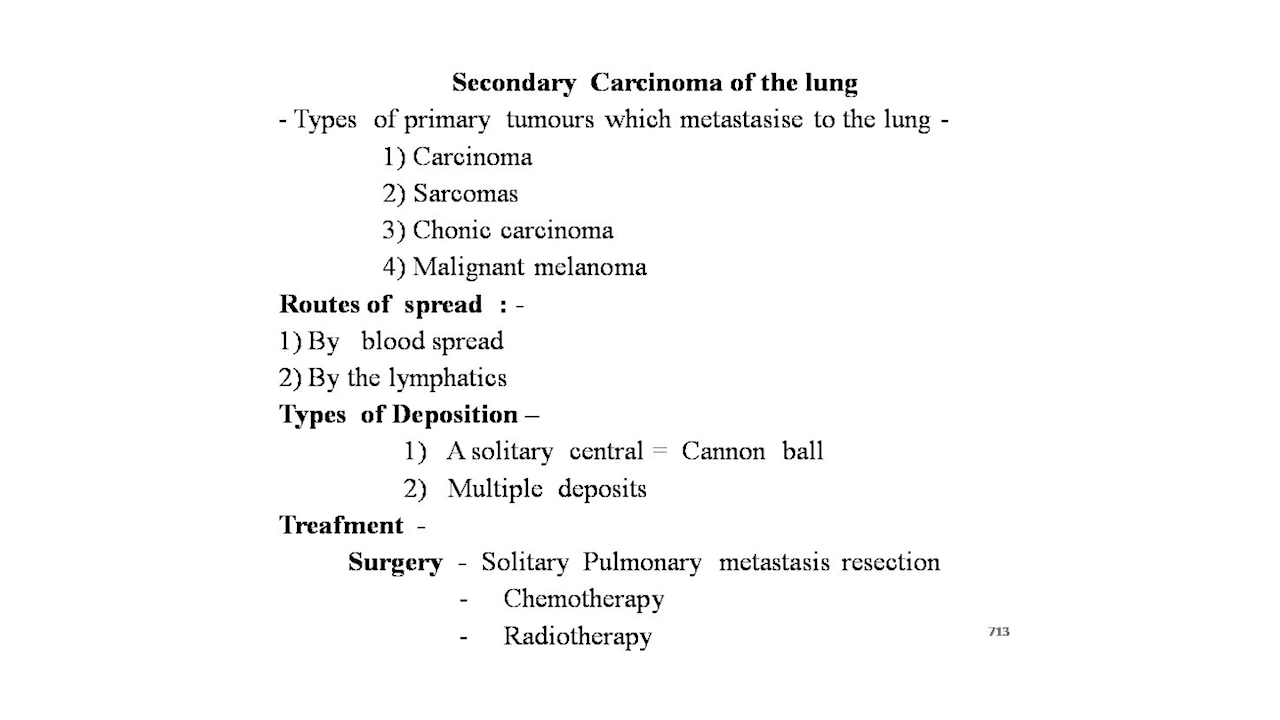 Secondary Carcinoma of the lung
- Types of primary tumours which metastasise to the lung -
1) Carcinoma
2) Sarcomas
3) Chonic carcinoma
4) Malignant melanoma
Routes of spread : -
1) By blood spread
2) By the lymphatics
Types of Deposition –
1) A solitary central = Cannon ball
2) Multiple deposits
Treafment -
Surgery - Solitary Pulmonary metastasis resection
- Chemotherapy
- Radiotherapy
713